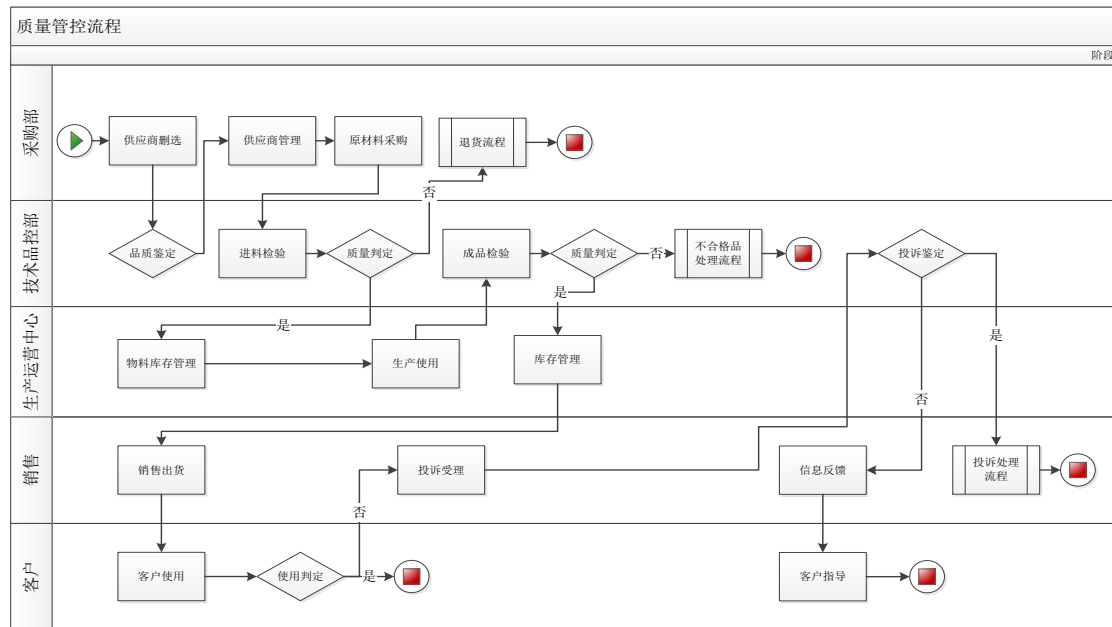 质量管控流程
阶段
采购部
供应商删选
供应商管理
原材料采购
退货流程
否
技术品控部
品质鉴定
进料检验
质量判定
成品检验
质量判定
否
不合格品
处理流程
投诉鉴定
是
是
是
生产运营中心
物料库存管理
生产使用
库存管理
否
销售
销售出货
投诉受理
信息反馈
投诉处理
流程
否
客户
客户使用
使用判定
是
客户指导